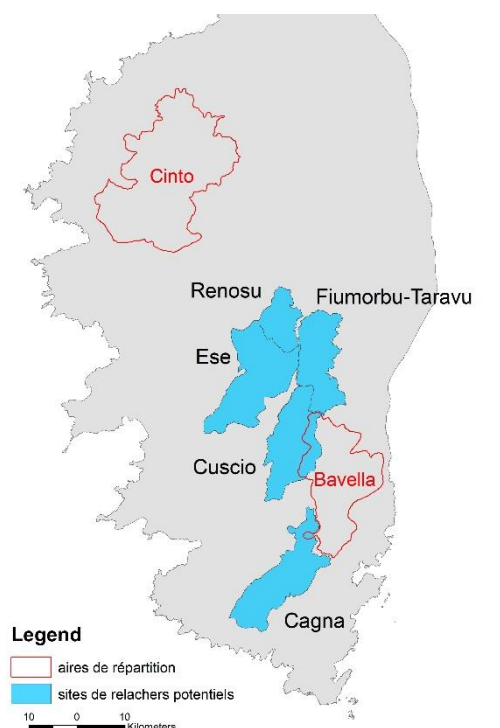 Cinto
Renosu
Fiumorbu-Taravu
Ese
Cuscio
Bavella
Cagna
Legend
aires de répartition
sites de relachers potentiels
10 0 10
Kilometers